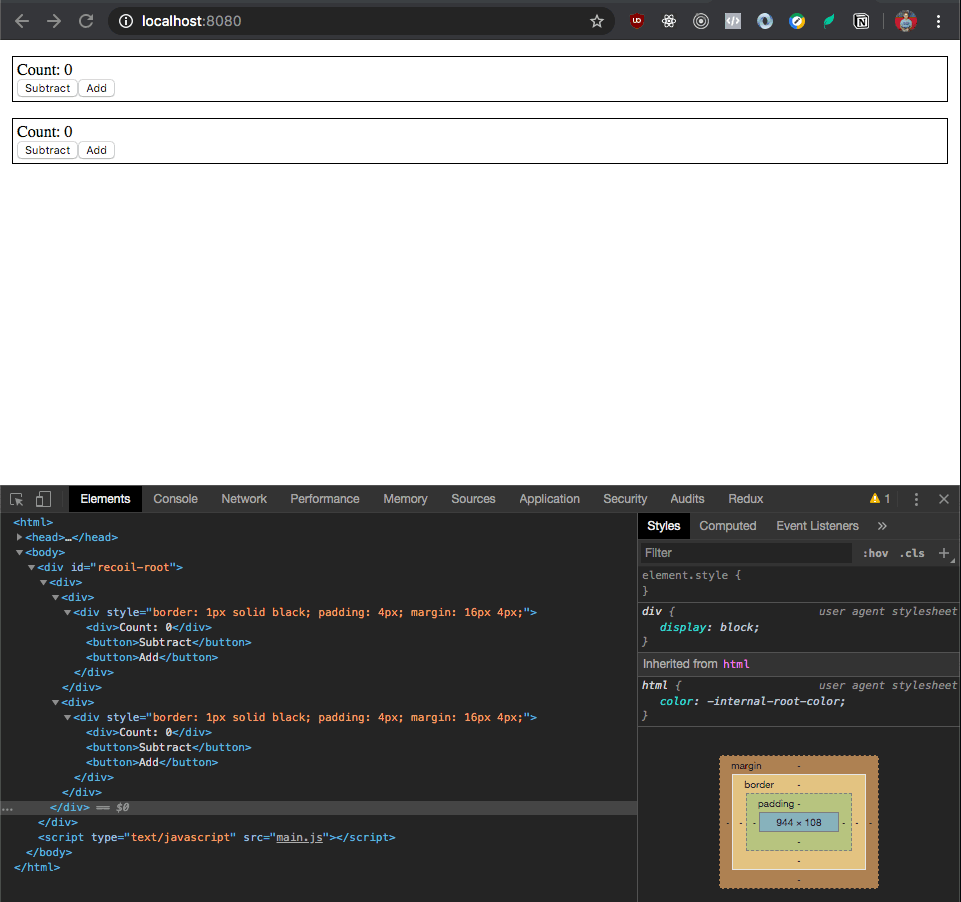 localhost:8080
Count: 0
Subtract Add
Count: 0
Subtract Add
Elements Console Network Performance Memory Sources Application Security Audits Redux 1
<html>
<head>…</head>
<body>
<div id="recoil-root">
<div>
<div>
<div style="border: 1px solid black; padding: 4px; margin: 16px 4px;">
<div>Count: 0</div>
<button>Subtract</button>
<button>Add</button>
</div>
</div>
<div>
<div style="border: 1px solid black; padding: 4px; margin: 16px 4px;">
<div>Count: 0</div>
<button>Subtract</button>
<button>Add</button>
</div>
</div>
… </div> == $0
</div>
<script type="text/javascript" src="main.js"></script>
</body>
</html>
Styles Computed Event Listeners »
Filter :hov .cls +
element.style {
}
div { user agent stylesheet
display: block;
}
Inherited from html
html { user agent stylesheet
color: -internal-root-color;
}
margin -
border -
padding -
- - - 944 × 108 - - -
-
-
-